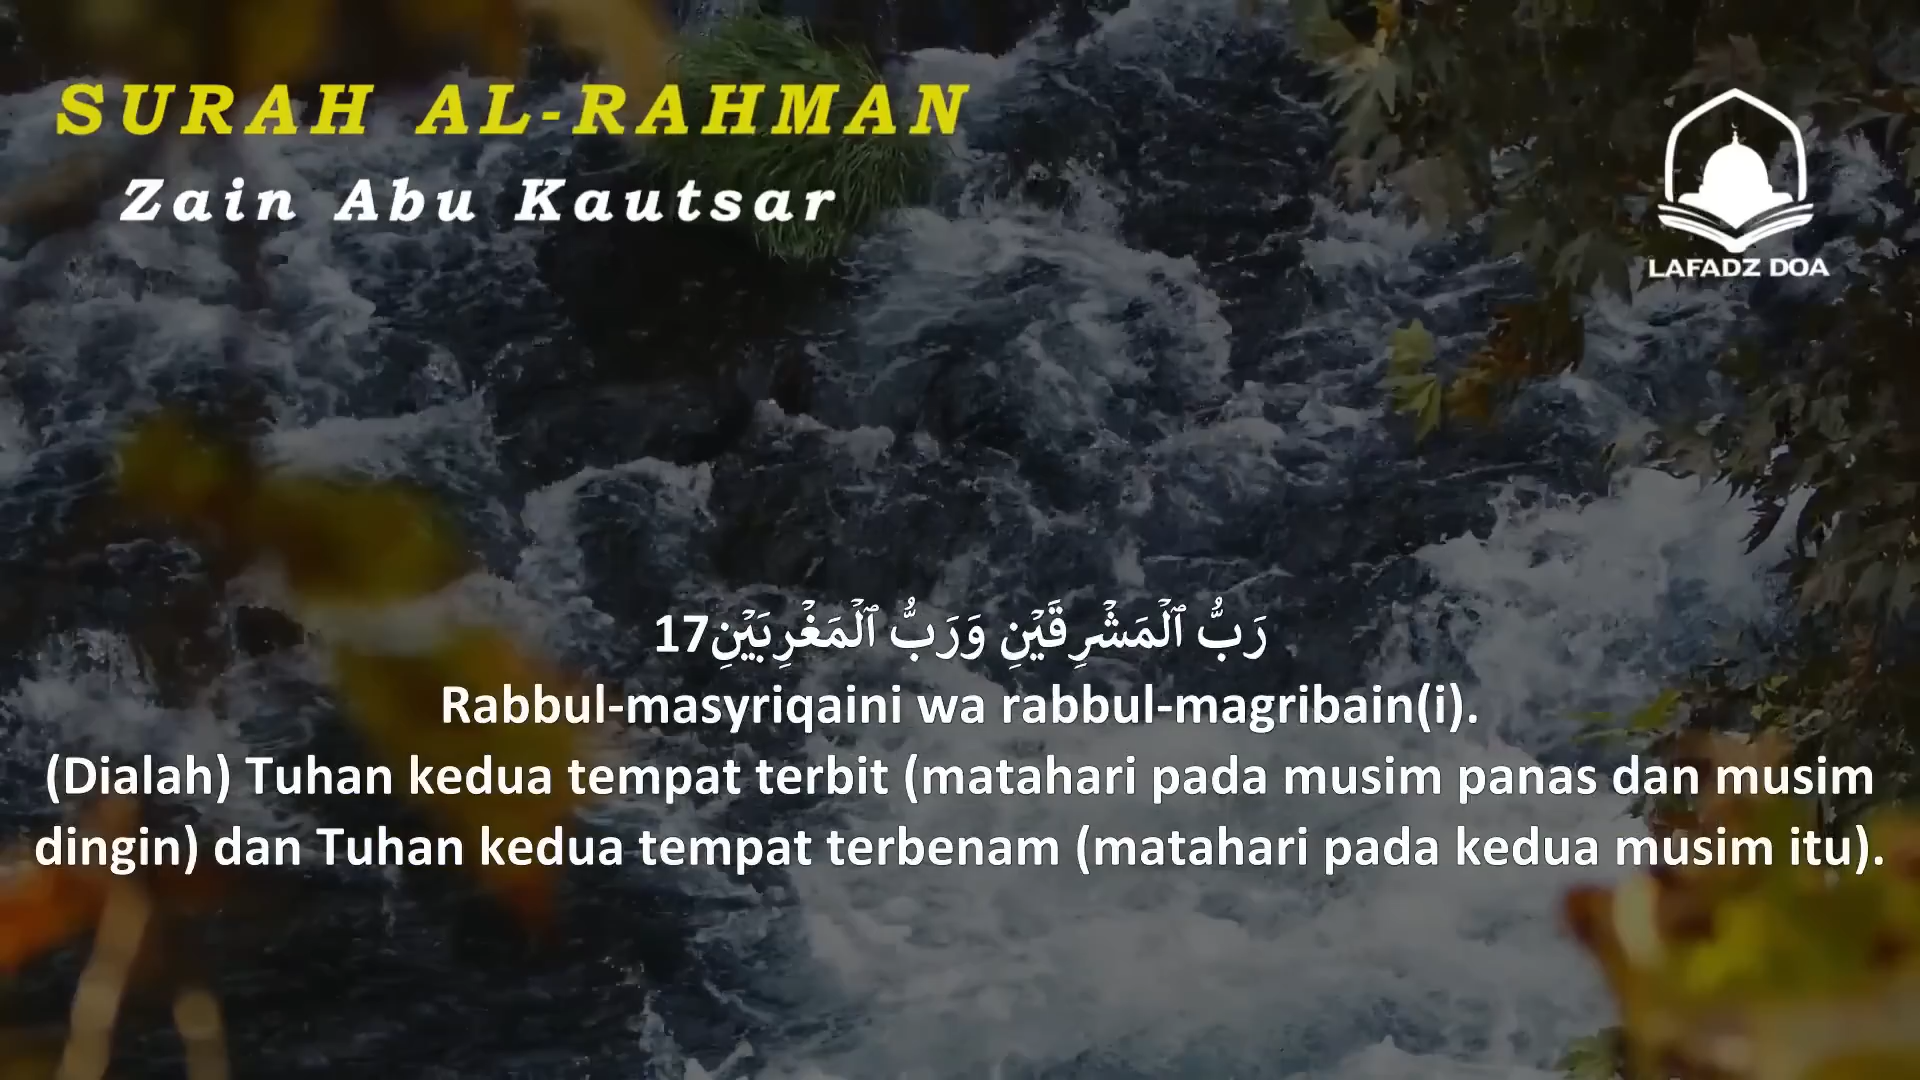 SURAH AL-RAHMAN
Zain Abu Kautsar
LAFADZ DOA
رَبُّ ٱلْمَشْرِقَيْنِ وَرَبُّ ٱلْمَغْرِبَيْنِ17
Rabbul-masyriqaini wa rabbul-magribain(i).
(Dialah) Tuhan kedua tempat terbit (matahari pada musim panas dan musim
dingin) dan Tuhan kedua tempat terbenam (matahari pada kedua musim itu).